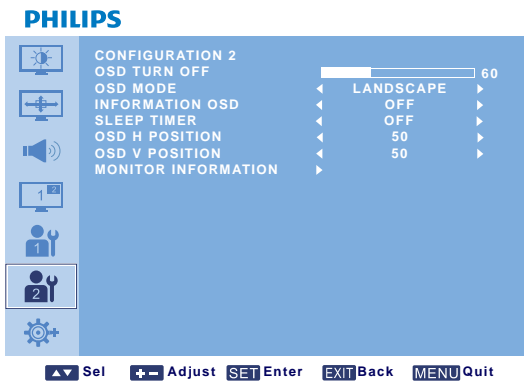 PHILIPS
CONFIGURATION 2
OSD TURN OFF 60
OSD MODE LANDSCAPE
INFORMATION OSD OFF
SLEEP TIMER OFF
OSD H POSITION 50
OSD V POSITION 50
MONITOR INFORMATION
1 2
1
2
Sel + - Adjust SET Enter EXIT Back MENU Quit